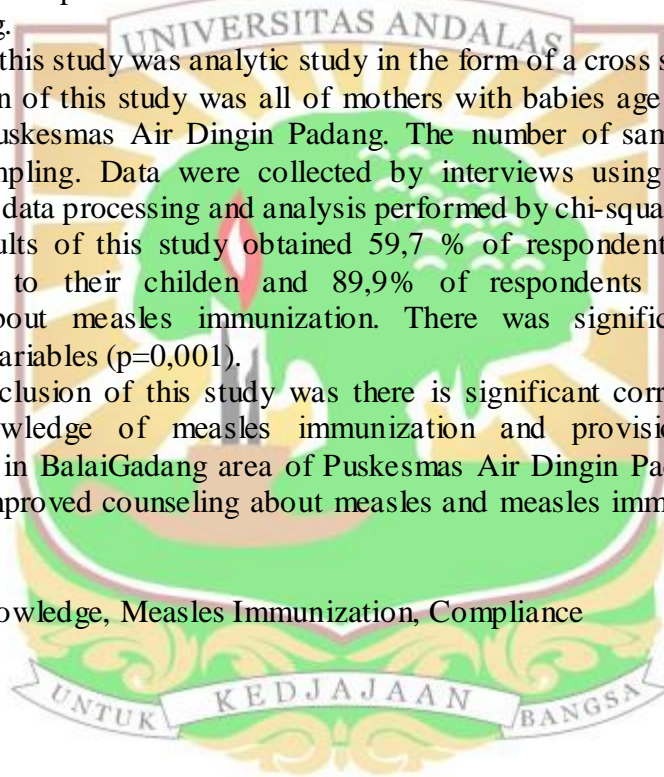 g.
UNIVERSITAS ANDALAS
this study was analytic study in the form of a cross s
n of this study was all of mothers with babies age
uskesmas Air Dingin Padang. The number of sam
npling. Data were collected by interviews using
data processing and analysis performed by chi-squa
ults of this study obtained 59,7 % of respondent
to their childen and 89,9% of respondents
bout measles immunization. There was signific
ariables (p=0,001).
clusion of this study was there is significant corr
wledge of measles immunization and provisio
in BalaiGadang area of Puskesmas Air Dingin Pad
nproved counseling about measles and measles imm
owledge, Measles Immunization, Compliance
UNTUK KEDJAJAAN BANGSA